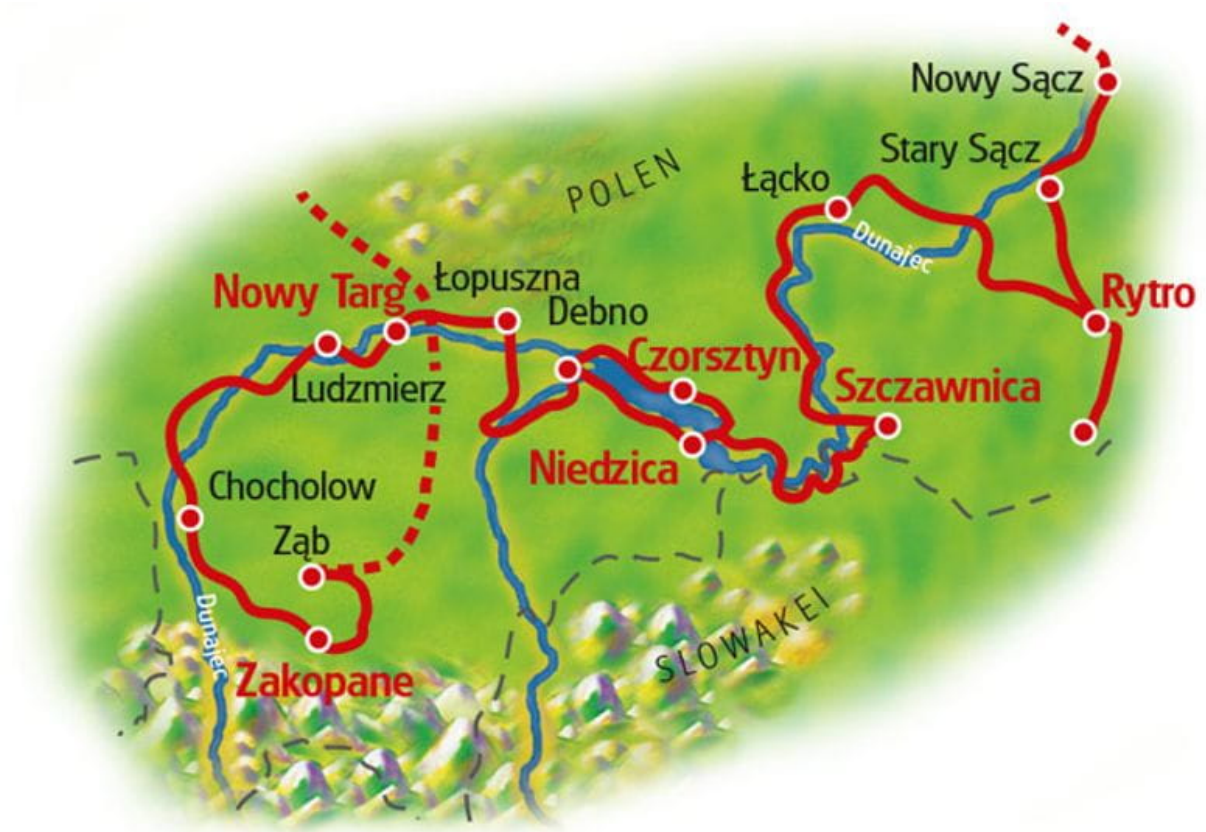 Nowy Sącz
Stary Sącz
POLEN
Łącko
Dunajec
Nowy Targ
Łopuszna
Rytro
Debno
Czorsztyn
Ludzmierz
Szczawnica
Niedzica
Chocholow
Ząb
Dunajec
SLOWAKEI
Zakopane